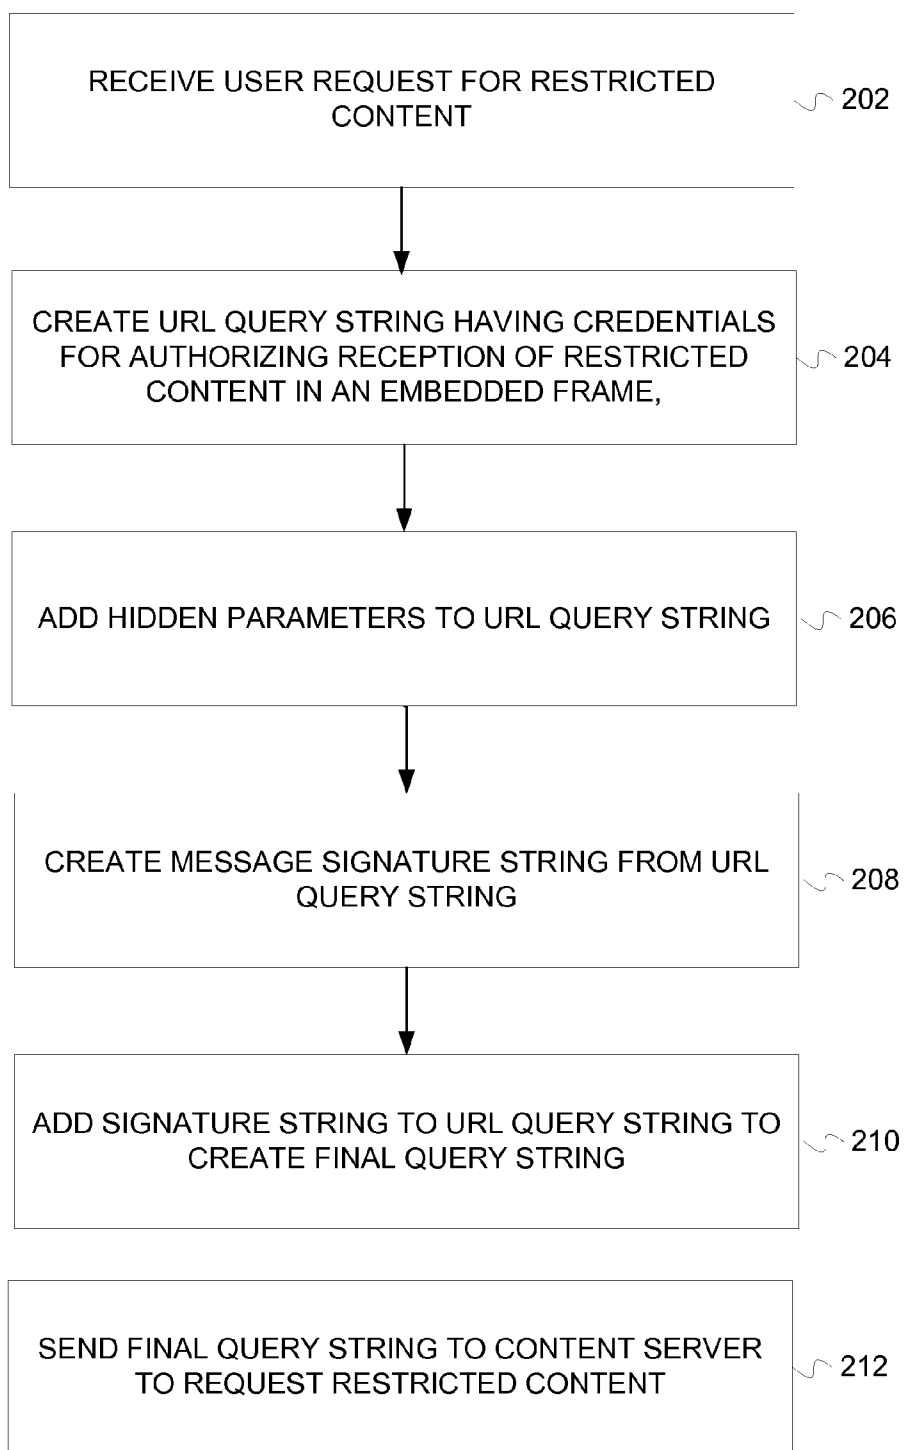 RECEIVE USER REQUEST FOR RESTRICTED
CONTENT
202
CREATE URL QUERY STRING HAVING CREDENTIALS
FOR AUTHORIZING RECEPTION OF RESTRICTED
CONTENT IN AN EMBEDDED FRAME,
204
ADD HIDDEN PARAMETERS TO URL QUERY STRING
206
CREATE MESSAGE SIGNATURE STRING FROM URL
QUERY STRING
208
ADD SIGNATURE STRING TO URL QUERY STRING TO
CREATE FINAL QUERY STRING
210
SEND FINAL QUERY STRING TO CONTENT SERVER
TO REQUEST RESTRICTED CONTENT
212